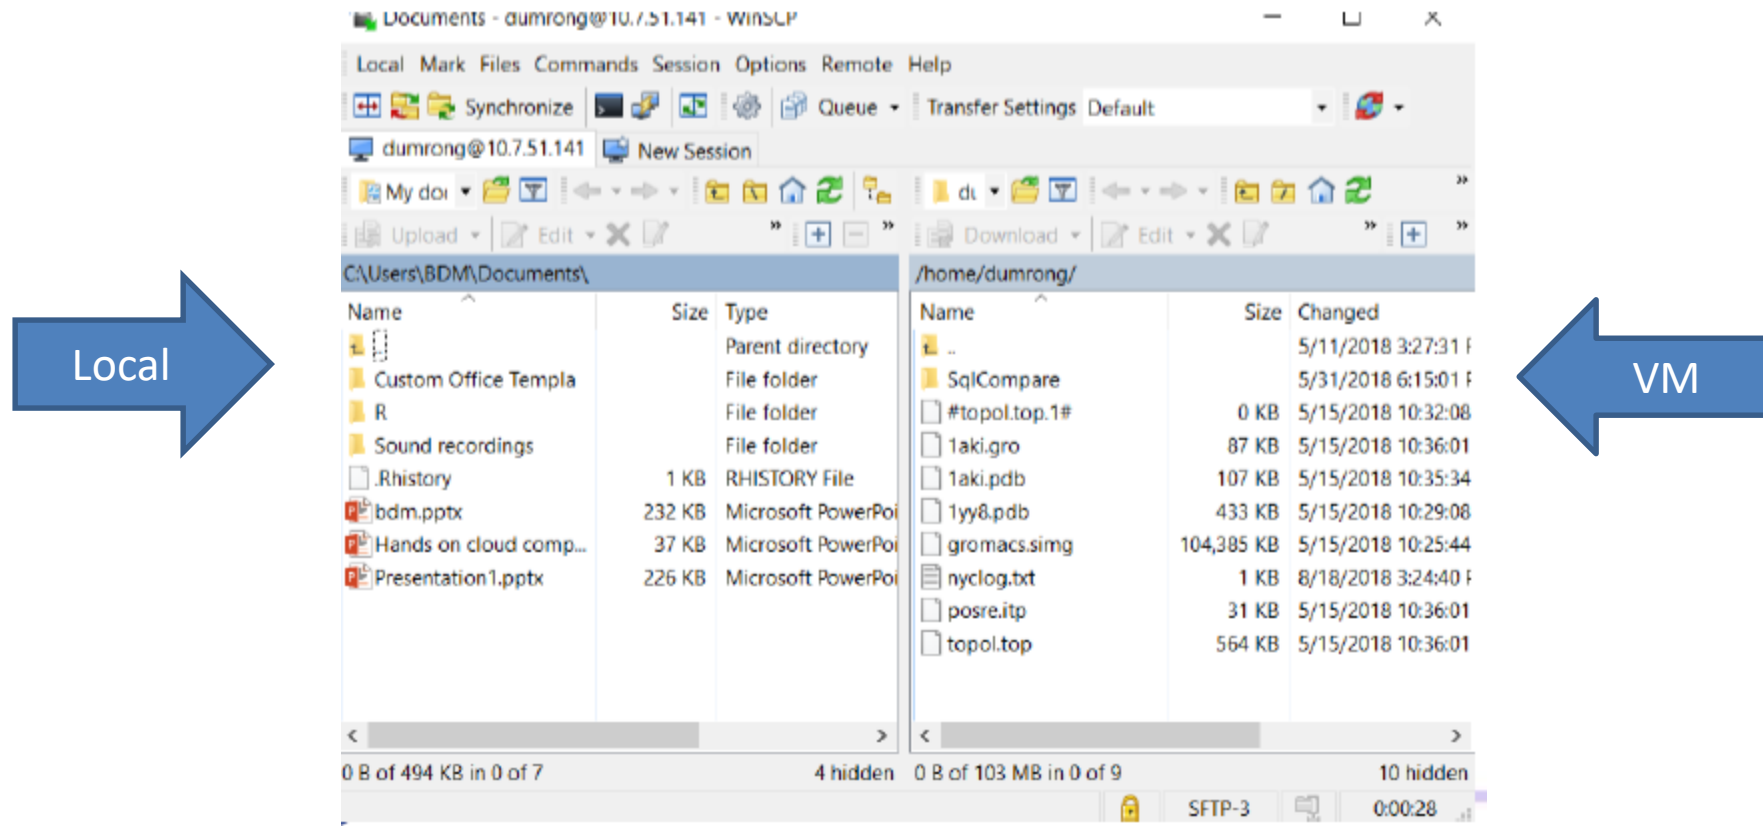 Documents - dumrong@10.7.51.141 - WinSCP
Local Mark Files Commands Session Options Remote Help
Synchronize Queue Transfer Settings Default
dumrong@10.7.51.141 New Session
My doc du
Upload Edit Download Edit
C:\Users\BDM\Documents\ /home/dumrong/
Name Size Type Name Size Changed
.. Parent directory .. 5/11/2018 3:27:31 P
Custom Office Templa File folder SqlCompare 5/31/2018 6:15:01 P
R File folder #topol.top.1# 0 KB 5/15/2018 10:32:08
Sound recordings File folder 1aki.gro 87 KB 5/15/2018 10:36:01
.Rhistory 1 KB RHISTORY File 1aki.pdb 107 KB 5/15/2018 10:35:34
bdm.pptx 232 KB Microsoft PowerPoi 1yy8.pdb 433 KB 5/15/2018 10:29:08
Hands on cloud comp... 37 KB Microsoft PowerPoi gromacs.simg 104,385 KB 5/15/2018 10:25:44
Presentation1.pptx 226 KB Microsoft PowerPoi nyclog.txt 1 KB 8/18/2018 3:24:40 P
posre.itp 31 KB 5/15/2018 10:36:01
topol.top 564 KB 5/15/2018 10:36:01
0 B of 494 KB in 0 of 7 4 hidden 0 B of 103 MB in 0 of 9 10 hidden
SFTP-3 0:00:28
Local
VM